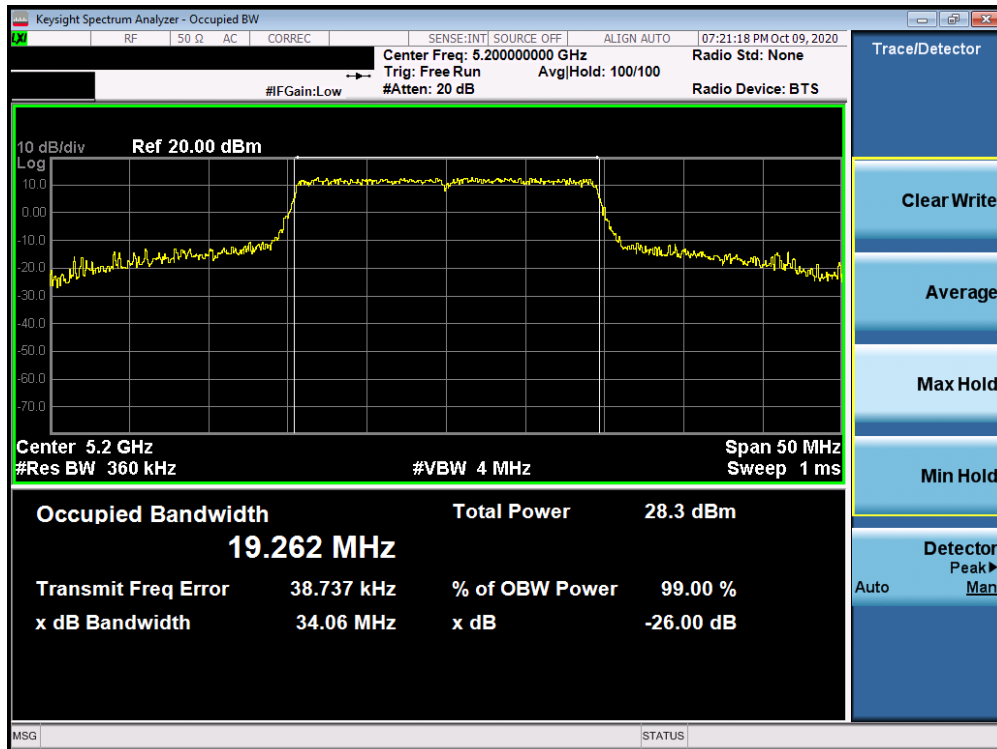 Keysight Spectrum Analyzer - Occupied BW
LXI
RF 50 Ω AC CORREC SENSE:INT SOURCE OFF ALIGN AUTO 07:21:18 PM Oct 09, 2020
Center Freq: 5.200000000 GHz Radio Std: None
Trig: Free Run Avg|Hold: 100/100
#IFGain:Low #Atten: 20 dB Radio Device: BTS
10 dB/div Ref 20.00 dBm
Log
10.0
0.00
-10.0
-20.0
-30.0
-40.0
-50.0
-60.0
-70.0
Center 5.2 GHz Span 50 MHz
#Res BW 360 kHz #VBW 4 MHz Sweep 1 ms
Occupied Bandwidth Total Power 28.3 dBm
19.262 MHz
Transmit Freq Error 38.737 kHz % of OBW Power 99.00 %
x dB Bandwidth 34.06 MHz x dB -26.00 dB
MSG STATUS
Trace/Detector
Clear Write
Average
Max Hold
Min Hold
Detector
Peak▶
Auto Man